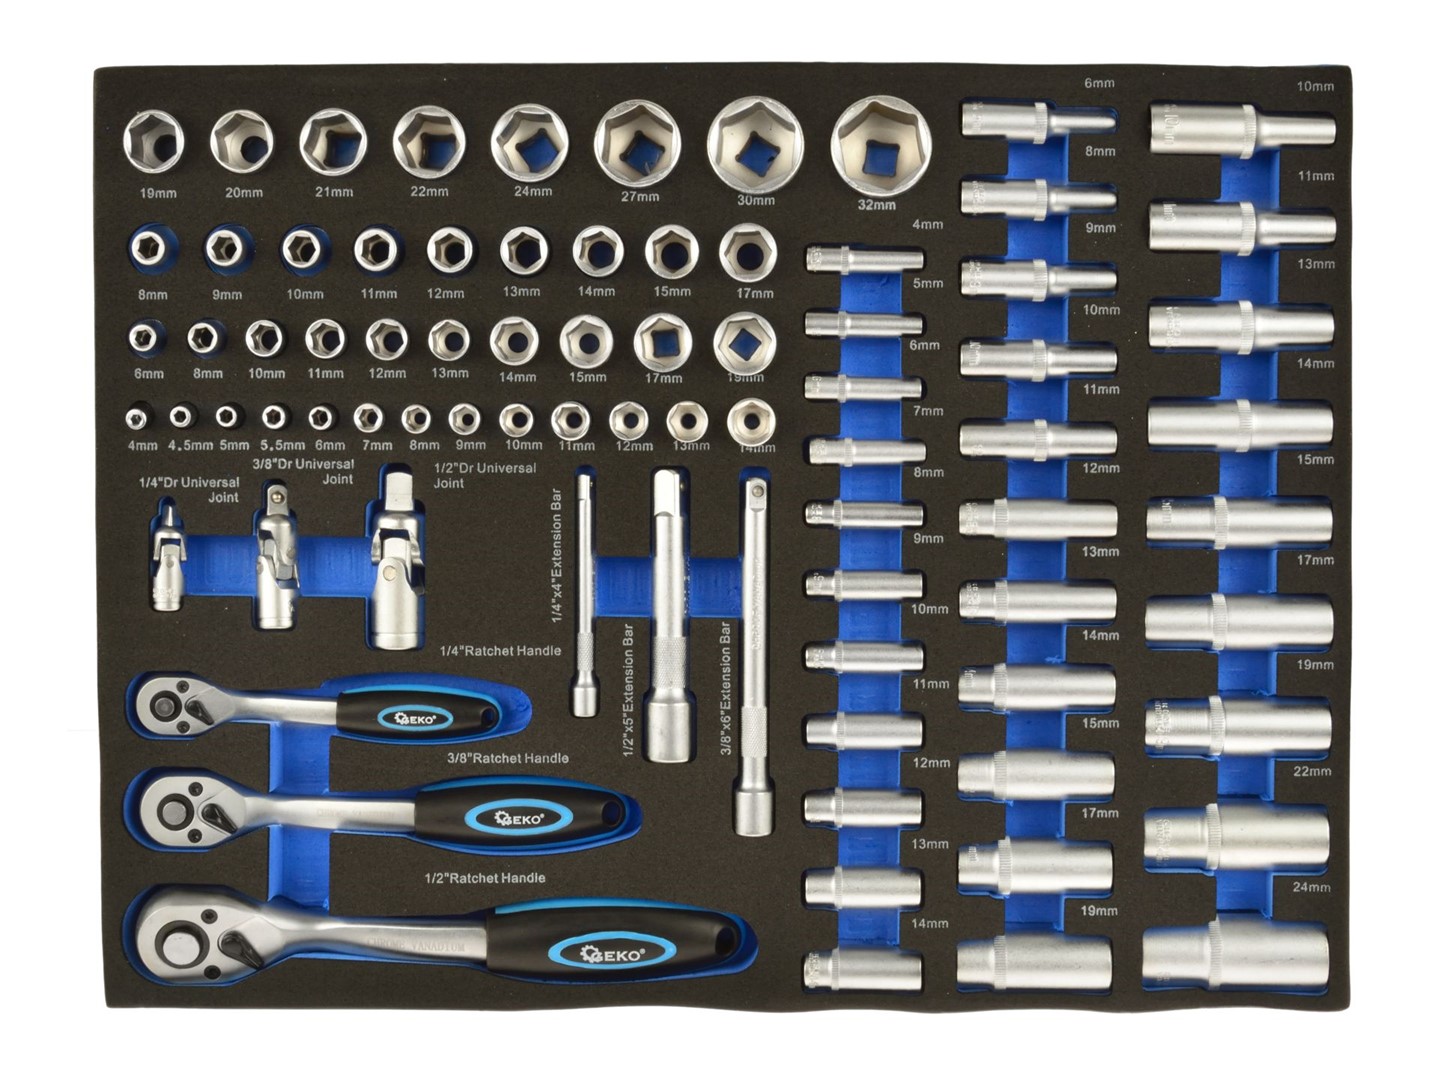 6mm
10mm
19mm 20mm 21mm 22mm 24mm 27mm 30mm 32mm
8mm
11mm
4mm
9mm
13mm
8mm 9mm 10mm 11mm 12mm 13mm 14mm 15mm 17mm
5mm
10mm
6mm
14mm
6mm 8mm 10mm 11mm 12mm 13mm 14mm 15mm 17mm 19mm
11mm
7mm
4mm 4.5mm 5mm 5.5mm 6mm 7mm 8mm 9mm 10mm 11mm 12mm 13mm 14mm
12mm
15mm
8mm
1/4"Dr Universal
Joint
3/8"Dr Universal
Joint
1/2"Dr Universal
Joint
1/4"x4"Extension Bar
1/2"x5"Extension Bar
3/8"x6"Extension Bar
9mm
13mm
17mm
10mm
14mm
19mm
11mm
15mm
22mm
12mm
17mm
13mm
24mm
19mm
14mm
1/4"Ratchet Handle
GEKO®
3/8"Ratchet Handle
GEKO®
1/2"Ratchet Handle
CHROME VANADIUM
GEKO®